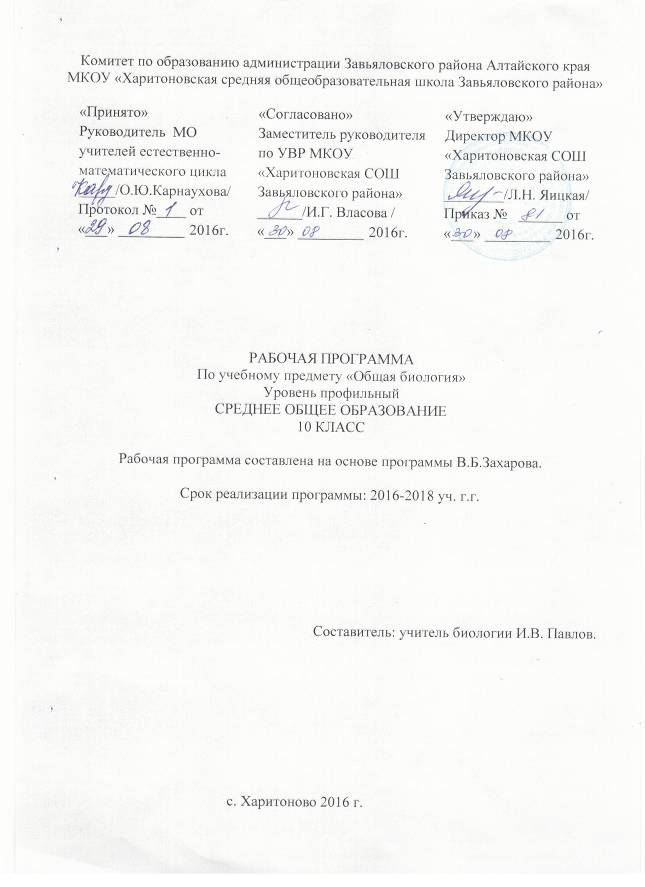 Комитет по образованию администрации Завьяловского района Алтайского края
МКОУ «Харитоновская средняя общеобразовательная школа Завьяловского района»
«Принято»
Руководитель МО
учителей естественно-
математического цикла
/О.Ю.Карнаухова/
Протокол № 1 от
«29» 08 2016г.
«Согласовано»
Заместитель руководителя
по УВР МКОУ
«Харитоновская СОШ
Завьяловского района»
/И.Г. Власова /
«30» 08 2016г.
«Утверждаю»
Директор МКОУ
«Харитоновская СОШ
Завьяловского района»
/Л.Н. Яицкая/
Приказ № 81 от
«30» 08 2016г.
РАБОЧАЯ ПРОГРАММА
По учебному предмету «Общая биология»
Уровень профильный
СРЕДНЕЕ ОБЩЕЕ ОБРАЗОВАНИЕ
10 КЛАСС
Рабочая программа составлена на основе программы В.Б.Захарова.
Срок реализации программы: 2016-2018 уч. г.г.
Составитель: учитель биологии И.В. Павлов.
с. Харитоново 2016 г.